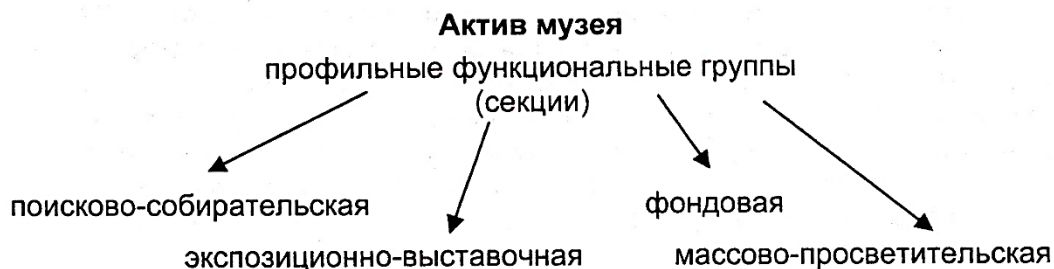 Актив музея
профильные функциональные группы
(секции)
поисково-собирательская
фондовая
экспозиционно-выставочная
массово-просветительская